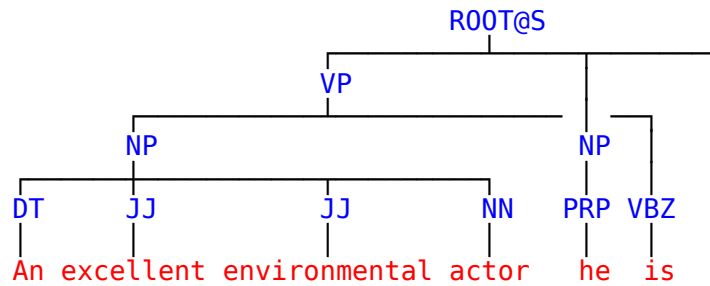 ROOT@S
VP
NP NP
DT JJ JJ NN PRP VBZ
An excellent environmental actor he is